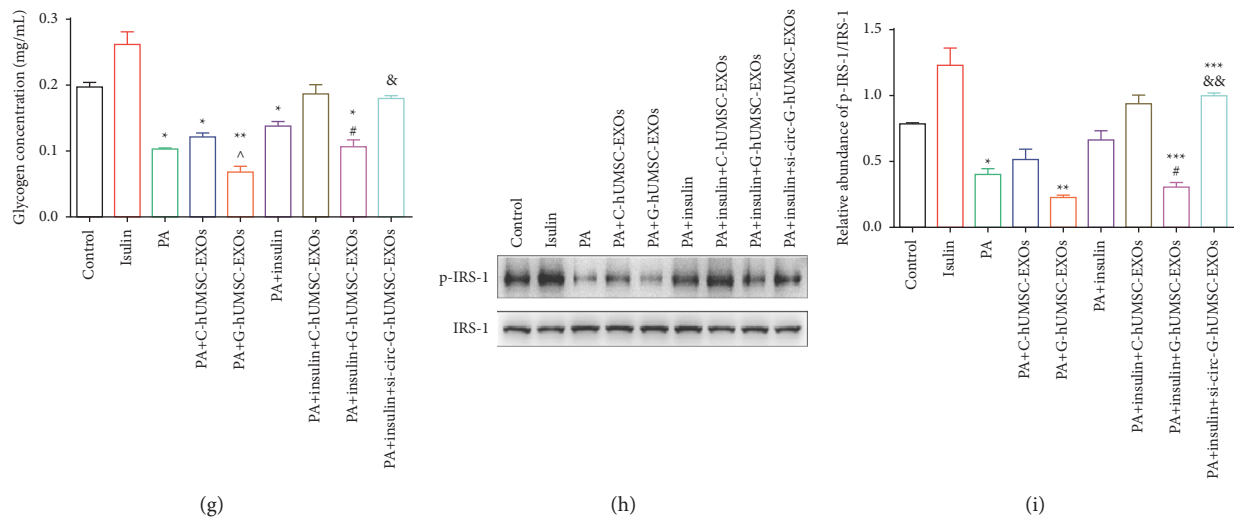 Glycogen concentration (mg/mL)
0.3
0.2
0.1
0.0
*
*
**
^
*
*
#
&
Control
Isulin
PA
PA+C-hUMSC-EXOs
PA+G-hUMSC-EXOs
PA+insulin
PA+insulin+C-hUMSC-EXOs
PA+insulin+G-hUMSC-EXOs
PA+insulin+si-circ-G-hUMSC-EXOs
(g)
Control
Isulin
PA
PA+C-hUMSC-EXOs
PA+G-hUMSC-EXOs
PA+insulin
PA+insulin+C-hUMSC-EXOs
PA+insulin+G-hUMSC-EXOs
PA+insulin+si-circ-G-hUMSC-EXOs
p-IRS-1
IRS-1
(h)
Relative abundance of p-IRS-1/IRS-1
1.5
1.0
0.5
0.0
*
**
***
#
***
&&
Control
Isulin
PA
PA+C-hUMSC-EXOs
PA+G-hUMSC-EXOs
PA+insulin
PA+insulin+C-hUMSC-EXOs
PA+insulin+G-hUMSC-EXOs
PA+insulin+si-circ-G-hUMSC-EXOs
(i)